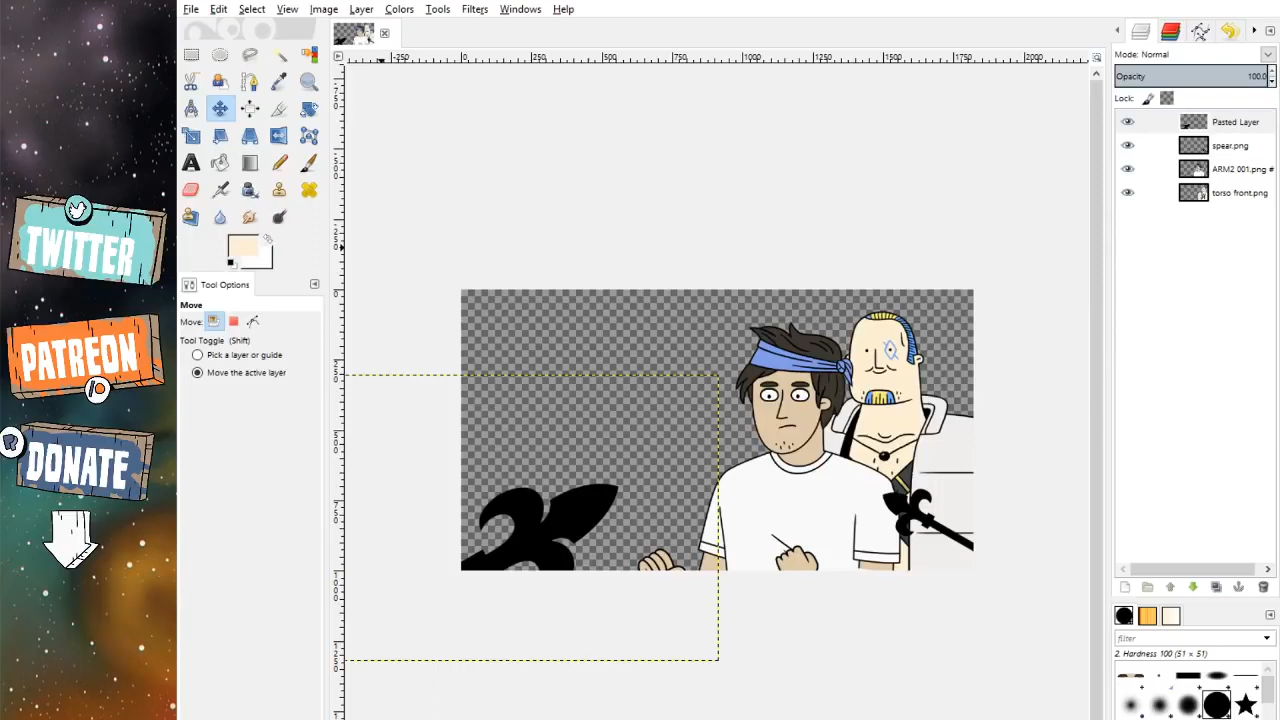 File Edit Select View Image Layer Colors Tools Filters Windows Help
-250 0 250 500 750 1000 1250 1500 1750 2000
TWITTER
PATREON
DONATE
Tool Options
Move
Move:
Tool Toggle (Shift)
Pick a layer or guide
Move the active layer
Mode: Normal
Opacity 100.0
Lock:
Pasted Layer
spear.png
ARM2 001.png #
torso front.png
filter
2. Hardness 100 (51 × 51)